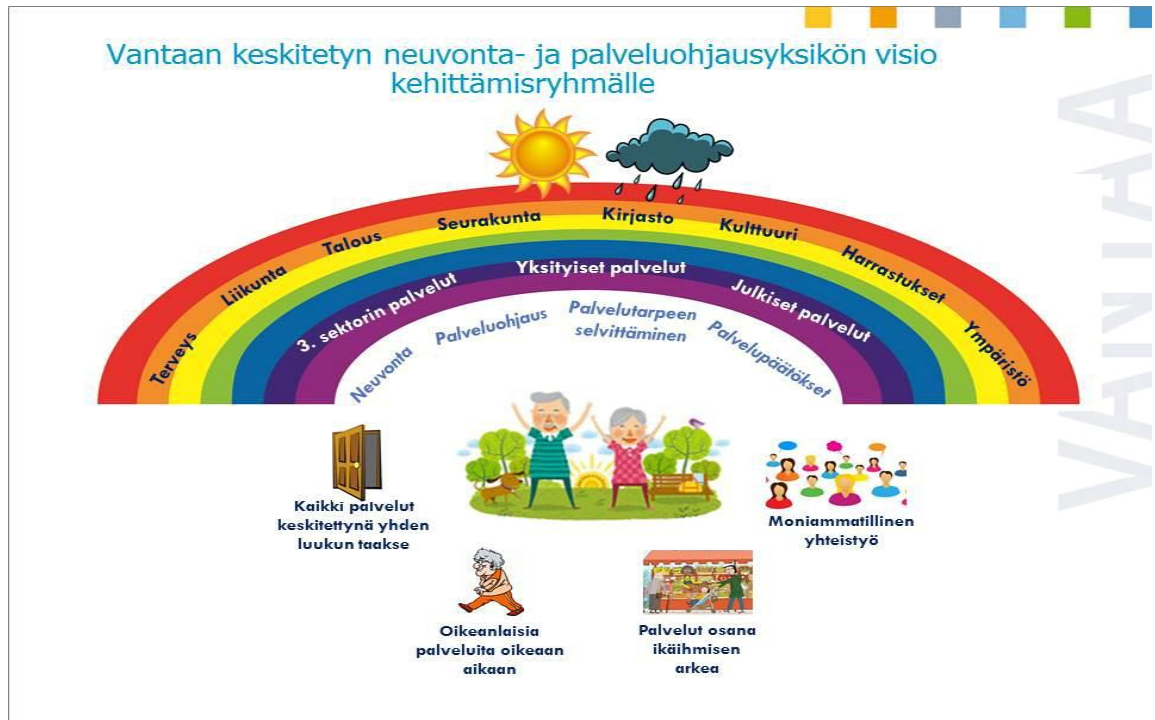 Vantaan keskitetyn neuvonta- ja palveluohjausyksikön visio
kehittämisryhmälle
VANTAA
Terveys
Liikunta
Talous
Seurakunta
Kirjasto
Kulttuuri
Harrastukset
Ympäristö
3. sektorin palvelut
Yksityiset palvelut
Julkiset palvelut
Neuvonta
Palveluohjaus
Palvelutarpeen
selvittäminen
Palvelupäätökset
Kaikki palvelut
keskitettynä yhden
luukun taakse
Moniammatillinen
yhteistyö
Oikeanlaisia
palveluita oikeaan
aikaan
Palvelut osana
ikäihmisen
arkea